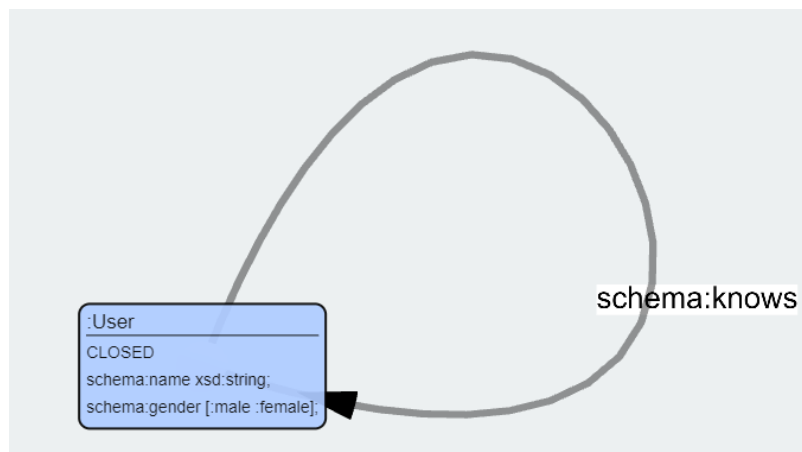 :User
CLOSED
schema:name xsd:string;
schema:gender [:male :female];
schema:knows